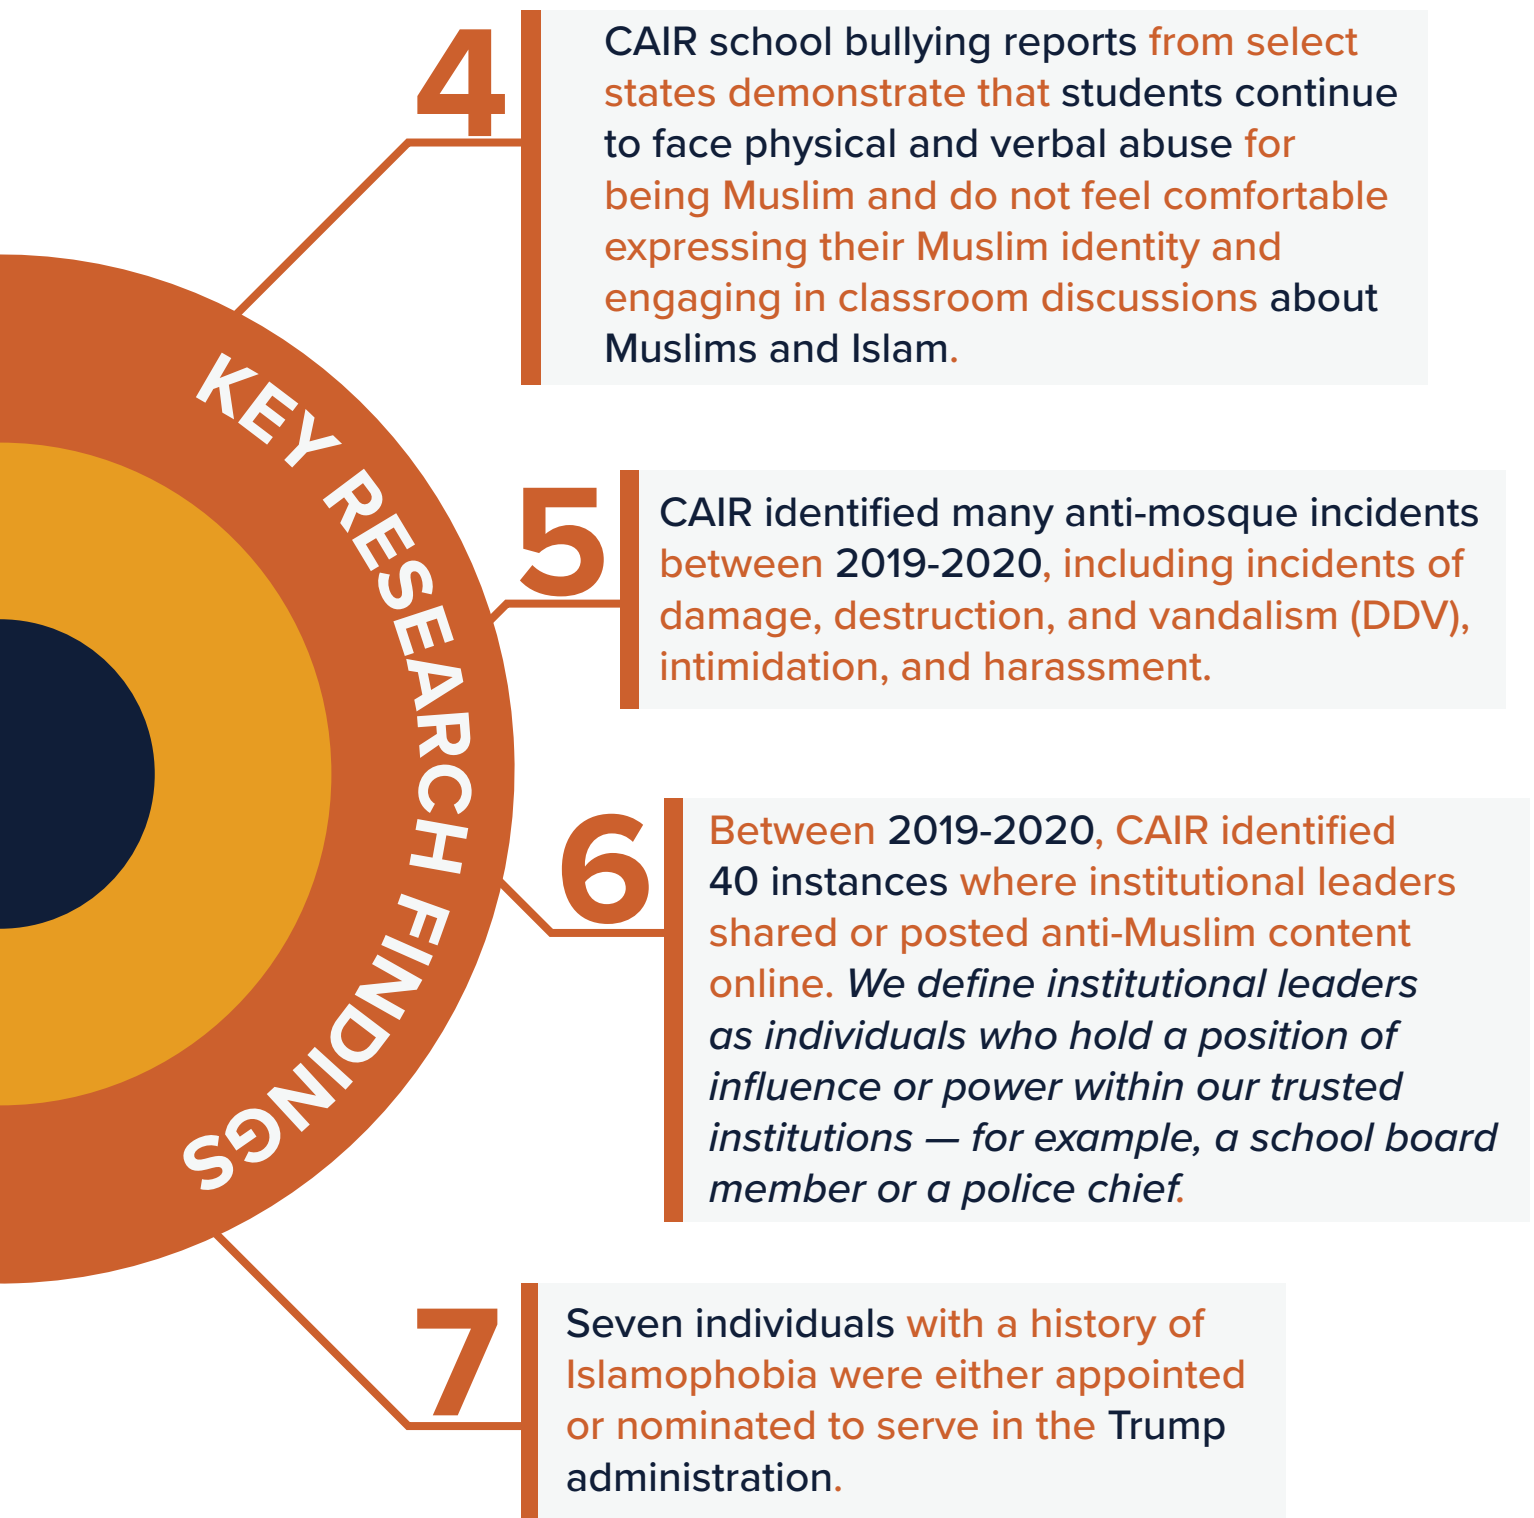 KEY RESEARCH FINDINGS
4
CAIR school bullying reports from select
states demonstrate that students continue
to face physical and verbal abuse for
being Muslim and do not feel comfortable
expressing their Muslim identity and
engaging in classroom discussions about
Muslims and Islam.
5
CAIR identified many anti-mosque incidents
between 2019-2020, including incidents of
damage, destruction, and vandalism (DDV),
intimidation, and harassment.
6
Between 2019-2020, CAIR identified
40 instances where institutional leaders
shared or posted anti-Muslim content
online. We define institutional leaders
as individuals who hold a position of
influence or power within our trusted
institutions — for example, a school board
member or a police chief.
7
Seven individuals with a history of
Islamophobia were either appointed
or nominated to serve in the Trump
administration.